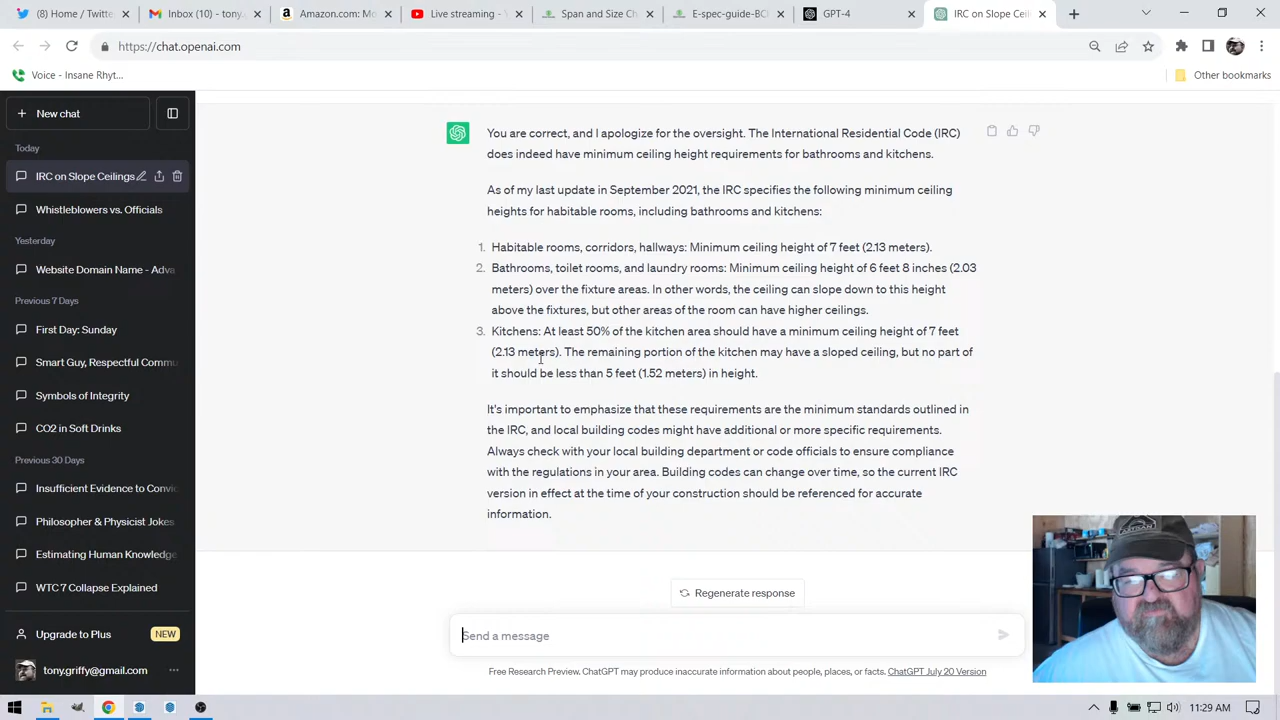 (10) Home / Twitter
Inbox (10) - tony.
Amazon.com: Mo
Live streaming - Y
Span and Size Ch
E-spec-guide-BO
GPT-4
IRC on Slope Ceil
https://chat.openai.com
Voice - Insane Rhyt...
Other bookmarks
New chat
Today
IRC on Slope Ceilings
Whistleblowers vs. Officials
Yesterday
Website Domain Name - Adva
Previous 7 Days
First Day: Sunday
Smart Guy, Respectful Commu
Symbols of Integrity
CO2 in Soft Drinks
Previous 30 Days
Insufficient Evidence to Convic
Philosopher & Physicist Jokes
Estimating Human Knowledge
WTC 7 Collapse Explained
Upgrade to Plus
NEW
tony.griffy@gmail.com
You are correct, and I apologize for the oversight. The International Residential Code (IRC)
does indeed have minimum ceiling height requirements for bathrooms and kitchens.
As of my last update in September 2021, the IRC specifies the following minimum ceiling
heights for habitable rooms, including bathrooms and kitchens:
1. Habitable rooms, corridors, hallways: Minimum ceiling height of 7 feet (2.13 meters).
2. Bathrooms, toilet rooms, and laundry rooms: Minimum ceiling height of 6 feet 8 inches (2.03
meters) over the fixture areas. In other words, the ceiling can slope down to this height
above the fixtures, but other areas of the room can have higher ceilings.
3. Kitchens: At least 50% of the kitchen area should have a minimum ceiling height of 7 feet
(2.13 meters). The remaining portion of the kitchen may have a sloped ceiling, but no part of
it should be less than 5 feet (1.52 meters) in height.
It's important to emphasize that these requirements are the minimum standards outlined in
the IRC, and local building codes might have additional or more specific requirements.
Always check with your local building department or code officials to ensure compliance
with the regulations in your area. Building codes can change over time, so the current IRC
version in effect at the time of your construction should be referenced for accurate
information.
Regenerate response
Send a message
Free Research Preview. ChatGPT may produce inaccurate information about people, places, or facts. ChatGPT July 20 Version
ARTISAN
11:29 AM